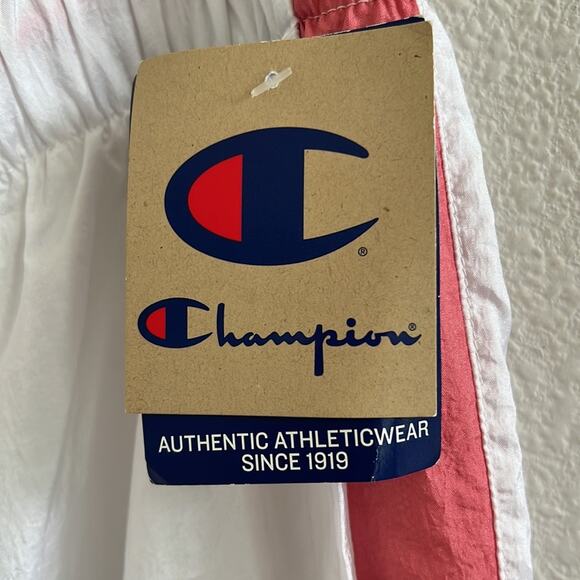 C®
Champion®
AUTHENTIC ATHLETICWEAR
SINCE 1919